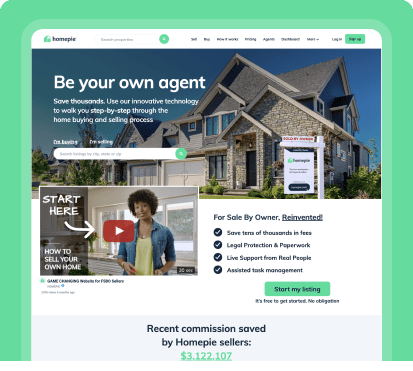 homepie
Search properties
Sell Buy How it works Pricing Agents Dashboard More Log in Sign up
Be your own agent
Save thousands. Use our innovative technology
to walk you step-by-step through the
home buying and selling process
I'm buying I'm selling
Search listings by city, state or zip
SOLD BY
homepie
START
HERE
HOW TO
SELL YOUR
OWN HOME
30 sec
GAME CHANGING Website for FSBO Sellers
For Sale By Owner, Reinvented!
Save tens of thousands in fees
Legal Protection & Paperwork
Live Support from Real People
Assisted task management
Start my listing
It's free to get started. No obligation
Recent commission saved
by Homepie sellers:
$3,122,107